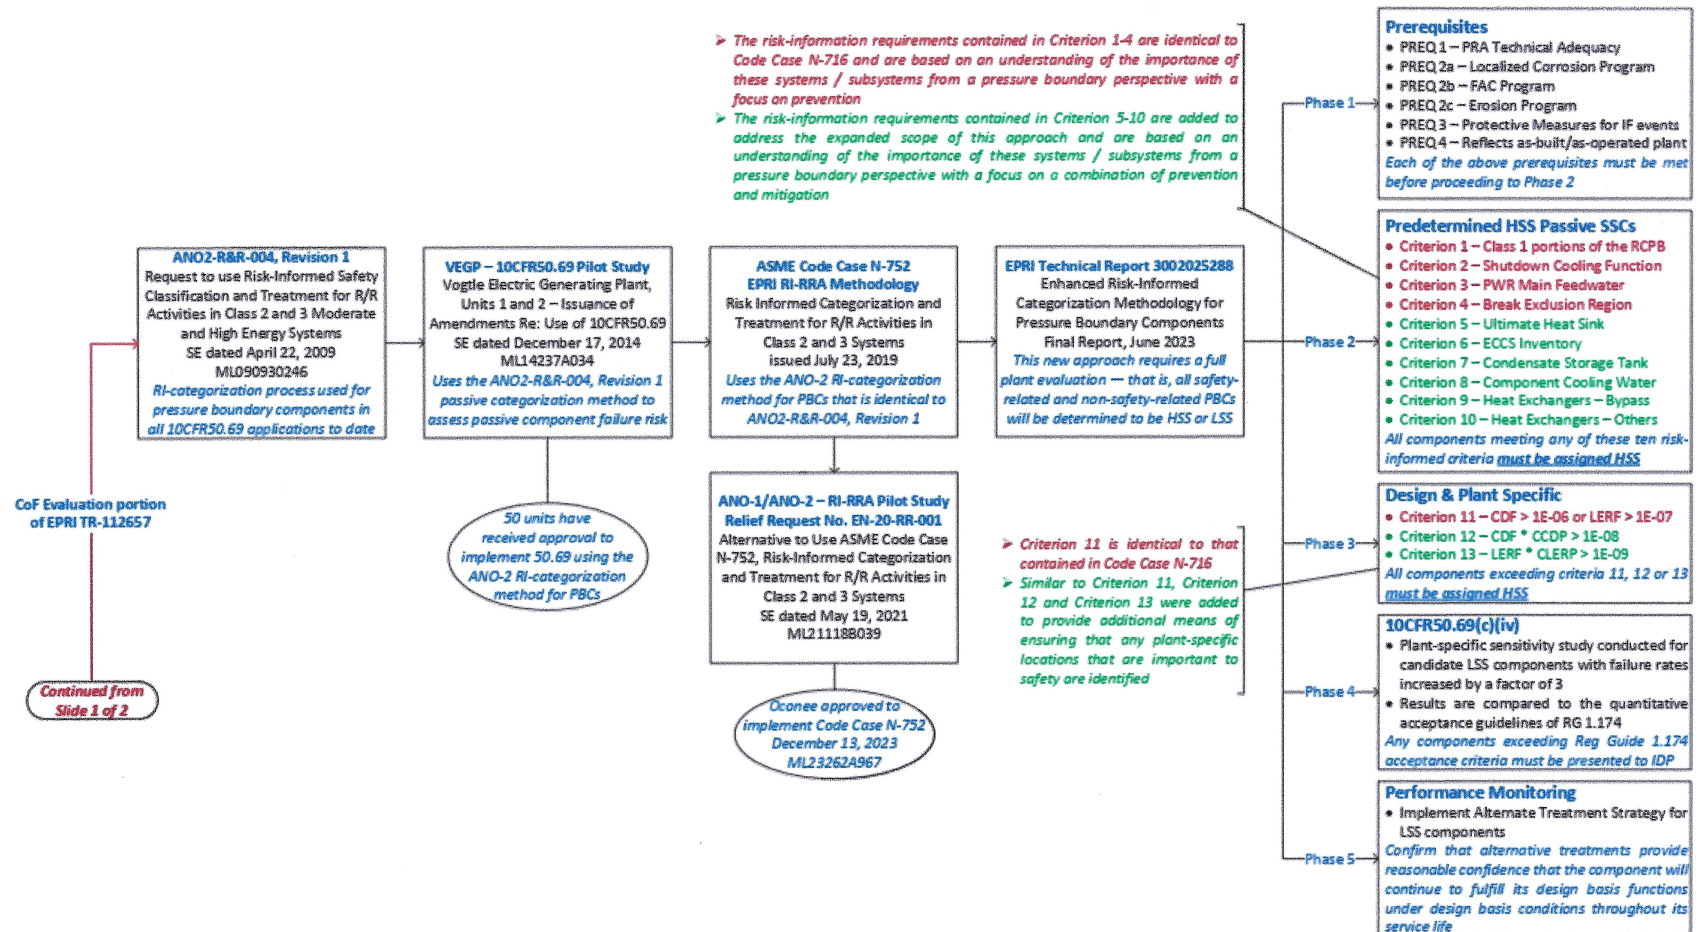 ➢ The risk-information requirements contained in Criterion 1-4 are identical to
Code Case N-716 and are based on an understanding of the importance of
these systems / subsystems from a pressure boundary perspective with a
focus on prevention
➢ The risk-information requirements contained in Criterion 5-10 are added to
address the expanded scope of this approach and are based on an
understanding of the importance of these systems / subsystems from a
pressure boundary perspective with a focus on a combination of prevention
and mitigation
CoF Evaluation portion
of EPRI TR-112657
Continued from
Slide 1 of 2
ANO2-R&R-004, Revision 1
Request to use Risk-Informed Safety
Classification and Treatment for R/R
Activities in Class 2 and 3 Moderate
and High Energy Systems
SE dated April 22, 2009
ML090930246
RI-categorization process used for
pressure boundary components in
all 10CFR50.69 applications to date
VEGP – 10CFR50.69 Pilot Study
Vogtle Electric Generating Plant,
Units 1 and 2 – Issuance of
Amendments Re: Use of 10CFR50.69
SE dated December 17, 2014
ML14237A034
Uses the ANO2-R&R-004, Revision 1
passive categorization method to
assess passive component failure risk
50 units have
received approval to
implement 50.69 using the
ANO-2 RI-categorization
method for PBCs
ASME Code Case N-752
EPRI RI-RRA Methodology
Risk Informed Categorization and
Treatment for R/R Activities in
Class 2 and 3 Systems
issued July 23, 2019
Uses the ANO-2 RI-categorization
method for PBCs that is identical to
ANO2-R&R-004, Revision 1
ANO-1/ANO-2 – RI-RRA Pilot Study
Relief Request No. EN-20-RR-001
Alternative to Use ASME Code Case
N-752, Risk-Informed Categorization
and Treatment for R/R Activities in
Class 2 and 3 Systems
SE dated May 19, 2021
ML21118B039
Oconee approved to
implement Code Case N-752
December 13, 2023
ML23262A967
EPRI Technical Report 3002025288
Enhanced Risk-Informed
Categorization Methodology for
Pressure Boundary Components
Final Report, June 2023
This new approach requires a full
plant evaluation — that is, all safety-
related and non-safety-related PBCs
will be determined to be HSS or LSS
➢ Criterion 11 is identical to that
contained in Code Case N-716
➢ Similar to Criterion 11, Criterion
12 and Criterion 13 were added
to provide additional means of
ensuring that any plant-specific
locations that are important to
safety are identified
Phase 1
Prerequisites
• PREQ 1 – PRA Technical Adequacy
• PREQ 2a – Localized Corrosion Program
• PREQ 2b – FAC Program
• PREQ 2c – Erosion Program
• PREQ 3 – Protective Measures for IF events
• PREQ 4 – Reflects as-built/as-operated plant
Each of the above prerequisites must be met
before proceeding to Phase 2
Phase 2
Predetermined HSS Passive SSCs
• Criterion 1 – Class 1 portions of the RCPB
• Criterion 2 – Shutdown Cooling Function
• Criterion 3 – PWR Main Feedwater
• Criterion 4 – Break Exclusion Region
• Criterion 5 – Ultimate Heat Sink
• Criterion 6 – ECCS Inventory
• Criterion 7 – Condensate Storage Tank
• Criterion 8 – Component Cooling Water
• Criterion 9 – Heat Exchangers – Bypass
• Criterion 10 – Heat Exchangers – Others
All components meeting any of these ten risk-
informed criteria must be assigned HSS
Phase 3
Design & Plant Specific
• Criterion 11 – CDF > 1E-06 or LERF > 1E-07
• Criterion 12 – CDF * CCDP > 1E-08
• Criterion 13 – LERF * CLERP > 1E-09
All components exceeding criteria 11, 12 or 13
must be assigned HSS
Phase 4
10CFR50.69(c)(iv)
• Plant-specific sensitivity study conducted for
candidate LSS components with failure rates
increased by a factor of 3
• Results are compared to the quantitative
acceptance guidelines of RG 1.174
Any components exceeding Reg Guide 1.174
acceptance criteria must be presented to IDP
Phase 5
Performance Monitoring
• Implement Alternate Treatment Strategy for
LSS components
Confirm that alternative treatments provide
reasonable confidence that the component will
continue to fulfill its design basis functions
under design basis conditions throughout its
service life